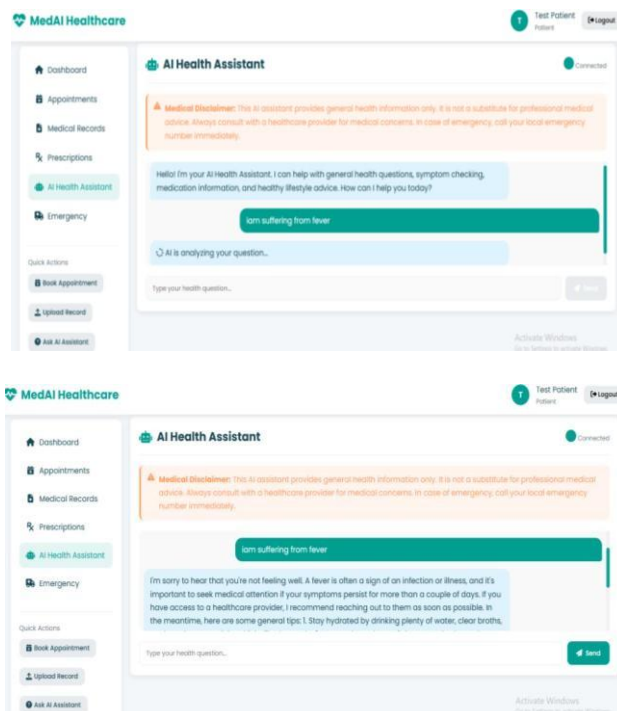 MedAI Healthcare
Test Patient
Patient
Logout
Dashboard
Appointments
Medical Records
Prescriptions
AI Health Assistant
Emergency
Quick Actions
Book Appointment
Upload Record
Ask AI Assistant
AI Health Assistant
Connected
Medical Disclaimer: This AI assistant provides general health information only. It is not a substitute for professional medical
advice. Always consult with a healthcare provider for medical concerns. In case of emergency, call your local emergency
number immediately.
Hello! I'm your AI Health Assistant. I can help with general health questions, symptom checking,
medication information, and healthy lifestyle advice. How can I help you today?
iam suffering from fever
AI is analyzing your question...
Type your health question...
Send
Activate Windows
Go to Settings to activate Windows.
MedAI Healthcare
Test Patient
Patient
Logout
Dashboard
Appointments
Medical Records
Prescriptions
AI Health Assistant
Emergency
Quick Actions
Book Appointment
Upload Record
Ask AI Assistant
AI Health Assistant
Connected
Medical Disclaimer: This AI assistant provides general health information only. It is not a substitute for professional medical
advice. Always consult with a healthcare provider for medical concerns. In case of emergency, call your local emergency
number immediately.
iam suffering from fever
I'm sorry to hear that you're not feeling well. A fever is often a sign of an infection or illness, and it's
important to seek medical attention if your symptoms persist for more than a couple of days. If you
have access to a healthcare provider, I recommend reaching out to them as soon as possible. In
the meantime, here are some general tips: 1. Stay hydrated by drinking plenty of water, clear broths,
Type your health question...
Send
Activate Windows